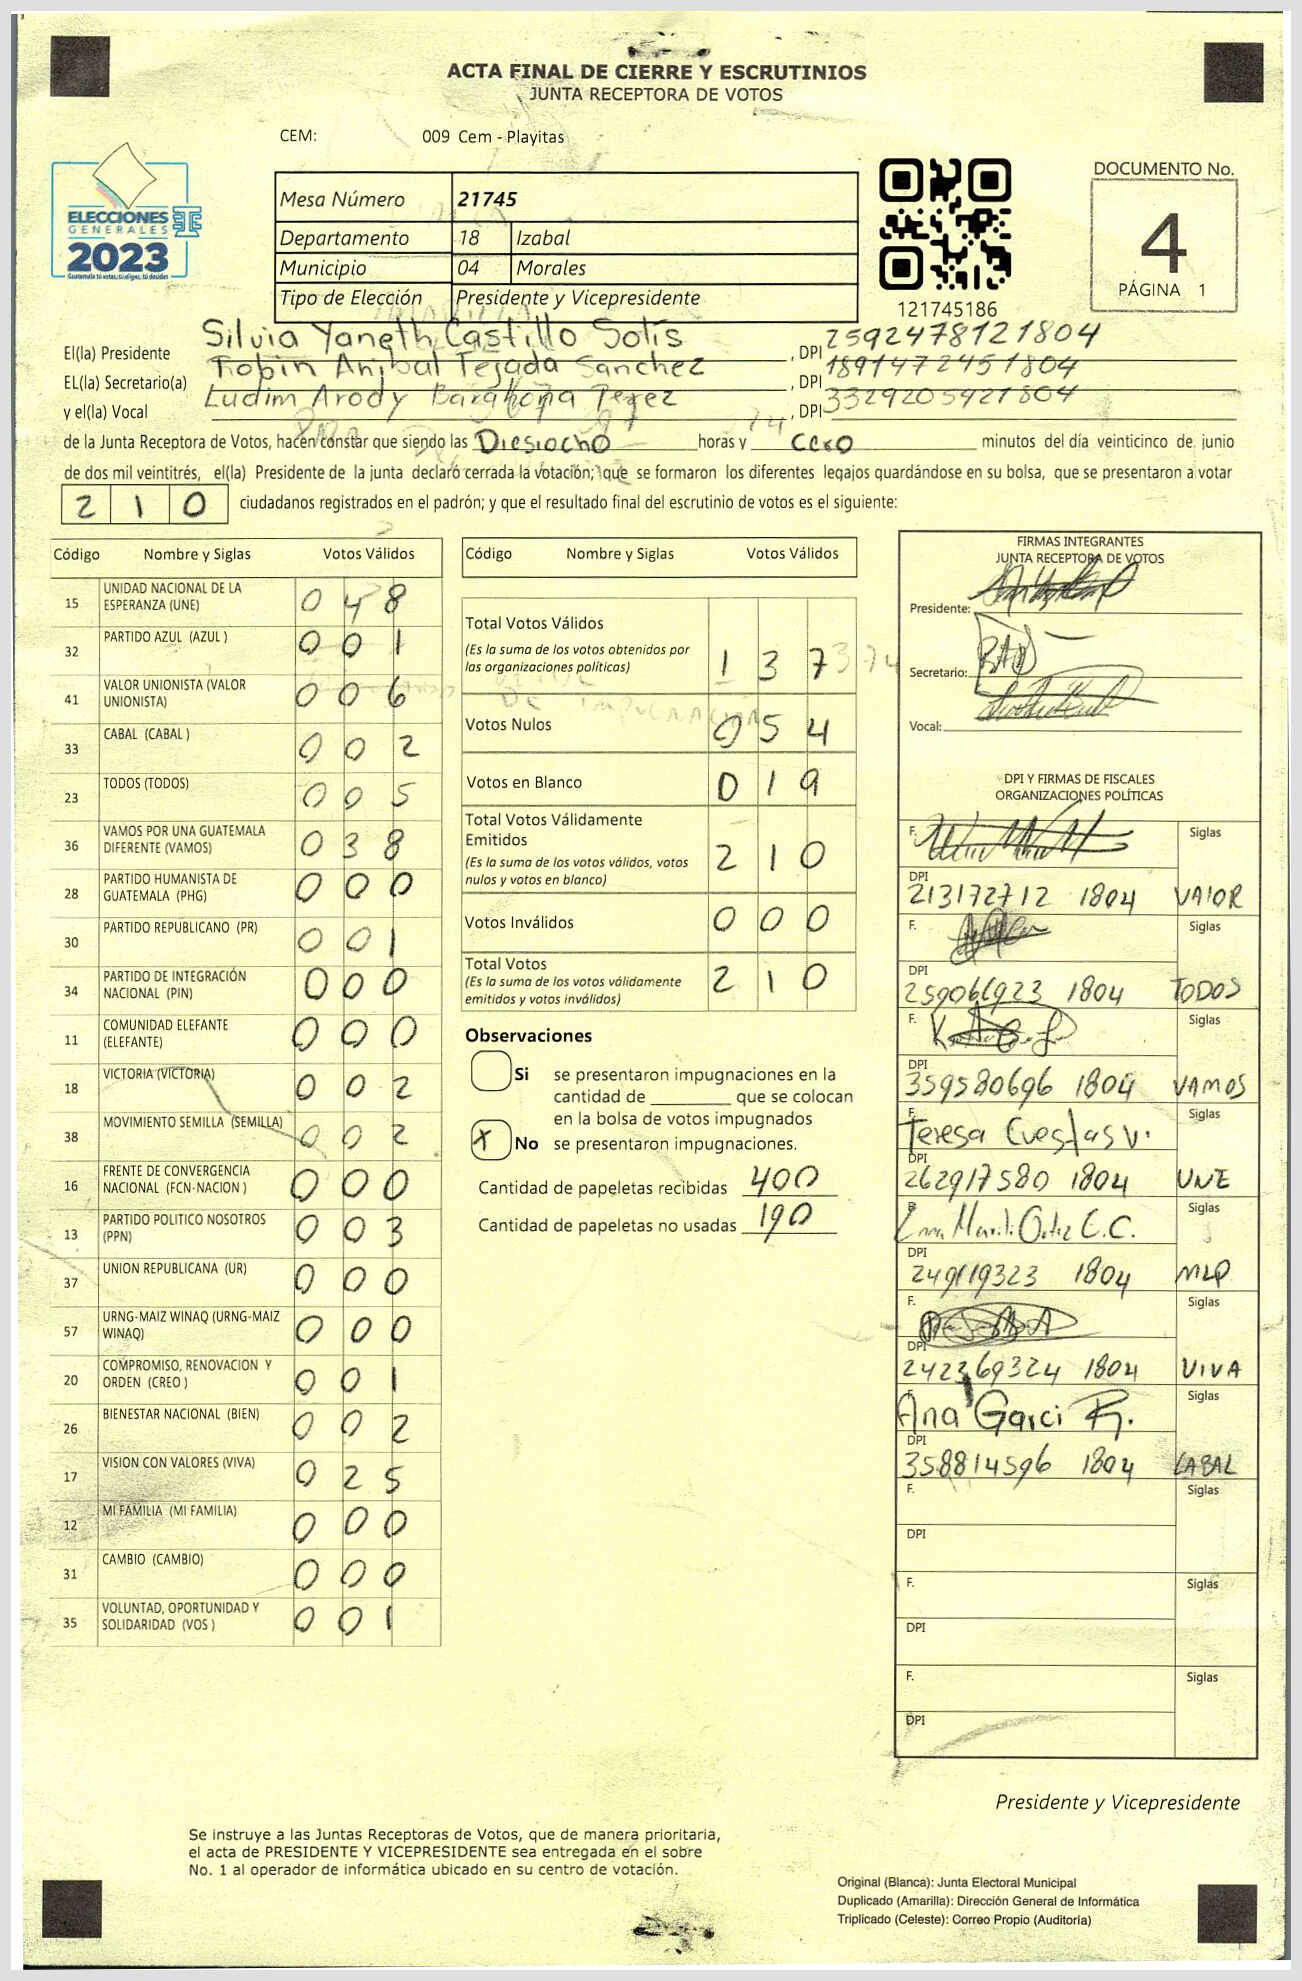 ACTA FINAL DE CIERRE Y ESCRUTINIOS
JUNTA RECEPTORA DE VOTOS
CEM: 009 Cem - Playitas
ELECCIONES
GENERALES
2023
Mesa Número 21745
Departamento 18 Izabal
Municipio 04 Morales
Tipo de Elección Presidente y Vicepresidente
121745186
DOCUMENTO No.
4
PÁGINA 1
El(la) Presidente Silvia Yaneth Castillo Solis , DPI 2592478121804
EL(la) Secretario(a) Robin Anibal Tejada Sanchez , DPI 1891472451804
y el(la) Vocal Ludim Arody Barahona Perez , DPI 3329205921804
de la Junta Receptora de Votos, hacen constar que siendo las Diesiocho horas y cero minutos del día veinticinco de junio
de dos mil veintitrés, el(la) Presidente de la junta declaró cerrada la votación; que se formaron los diferentes legajos quardándose en su bolsa, que se presentaron a votar
2 1 0 ciudadanos registrados en el padrón; y que el resultado final del escrutinio de votos es el siguiente:
Código Nombre y Siglas Votos Válidos
15 UNIDAD NACIONAL DE LA ESPERANZA (UNE) 0 4 8
32 PARTIDO AZUL (AZUL ) 0 0 1
41 VALOR UNIONISTA (VALOR UNIONISTA) 0 0 6
33 CABAL (CABAL ) 0 0 2
23 TODOS (TODOS) 0 0 5
36 VAMOS POR UNA GUATEMALA DIFERENTE (VAMOS) 0 3 8
28 PARTIDO HUMANISTA DE GUATEMALA (PHG) 0 0 0
30 PARTIDO REPUBLICANO (PR) 0 0 1
34 PARTIDO DE INTEGRACIÓN NACIONAL (PIN) 0 0 0
11 COMUNIDAD ELEFANTE (ELEFANTE) 0 0 0
18 VICTORIA (VICTORIA) 0 0 2
38 MOVIMIENTO SEMILLA (SEMILLA) 0 0 2
16 FRENTE DE CONVERGENCIA NACIONAL (FCN-NACION ) 0 0 0
13 PARTIDO POLITICO NOSOTROS (PPN) 0 0 3
37 UNION REPUBLICANA (UR) 0 0 0
57 URNG-MAIZ WINAQ (URNG-MAIZ WINAQ) 0 0 0
20 COMPROMISO, RENOVACION Y ORDEN (CREO ) 0 0 1
26 BIENESTAR NACIONAL (BIEN) 0 0 2
17 VISION CON VALORES (VIVA) 0 2 5
12 MI FAMILIA (MI FAMILIA) 0 0 0
31 CAMBIO (CAMBIO) 0 0 0
35 VOLUNTAD, OPORTUNIDAD Y SOLIDARIDAD (VOS ) 0 0 1
Código Nombre y Siglas Votos Válidos
Total Votos Válidos
(Es la suma de los votos obtenidos por
las organizaciones políticas) 1 3 7
Votos Nulos 0 5 4
Votos en Blanco 0 1 9
Total Votos Válidamente
Emitidos
(Es la suma de los votos válidos, votos
nulos y votos en blanco) 2 1 0
Votos Inválidos 0 0 0
Total Votos
(Es la suma de los votos válidamente
emitidos y votos inválidos) 2 1 0
Observaciones
Si se presentaron impugnaciones en la
cantidad de ________ que se colocan
en la bolsa de votos impugnados
X No se presentaron impugnaciones.
Cantidad de papeletas recibidas 400
Cantidad de papeletas no usadas 190
FIRMAS INTEGRANTES
JUNTA RECEPTORA DE VOTOS
Presidente:
Secretario:
Vocal:
DPI Y FIRMAS DE FISCALES
ORGANIZACIONES POLÍTICAS
F. Siglas
DPI 213172712 1804 VALOR
F. Siglas
DPI 259066923 1804 TODOS
F. Siglas
DPI 359580696 1804 VAMOS
F. Teresa Cuestas V. Siglas
DPI 262917580 1804 UNE
Ortiz C.C. Siglas
DPI 249119323 1804 MLP
F. Siglas
DPI 242269324 1804 VIVA
F. Ana Garci R. Siglas
DPI 358814596 1804 CABAL
F. Siglas
DPI
F. Siglas
DPI
F. Siglas
DPI
Presidente y Vicepresidente
Se instruye a las Juntas Receptoras de Votos, que de manera prioritaria,
el acta de PRESIDENTE Y VICEPRESIDENTE sea entregada en el sobre
No. 1 al operador de informática ubicado en su centro de votación.
Original (Blanca): Junta Electoral Municipal
Duplicado (Amarilla): Dirección General de Informática
Triplicado (Celeste): Correo Propio (Auditoría)